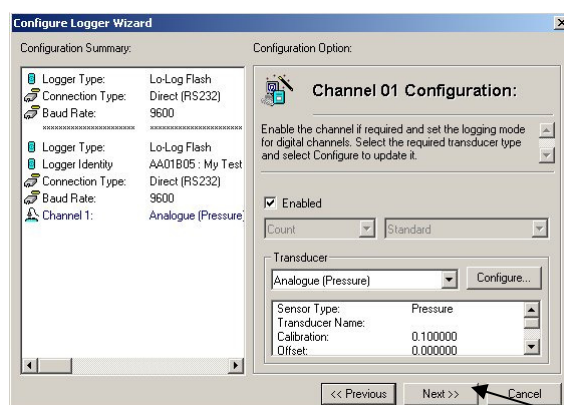 Configure Logger Wizard
Configuration Summary:
Logger Type: Lo-Log Flash
Connection Type: Direct (RS232)
Baud Rate: 9600
********************** **********************
Logger Type: Lo-Log Flash
Logger Identity AA01B05 : My Test
Connection Type: Direct (RS232)
Baud Rate: 9600
Channel 1: Analogue (Pressure)
Configuration Option:
Channel 01 Configuration:
Enable the channel if required and set the logging mode
for digital channels. Select the required transducer type
and select Configure to update it.
Enabled
Count Standard
Transducer
Analogue (Pressure) Configure...
Sensor Type: Pressure
Transducer Name:
Calibration: 0.100000
Offset: 0.000000
<< Previous Next >> Cancel